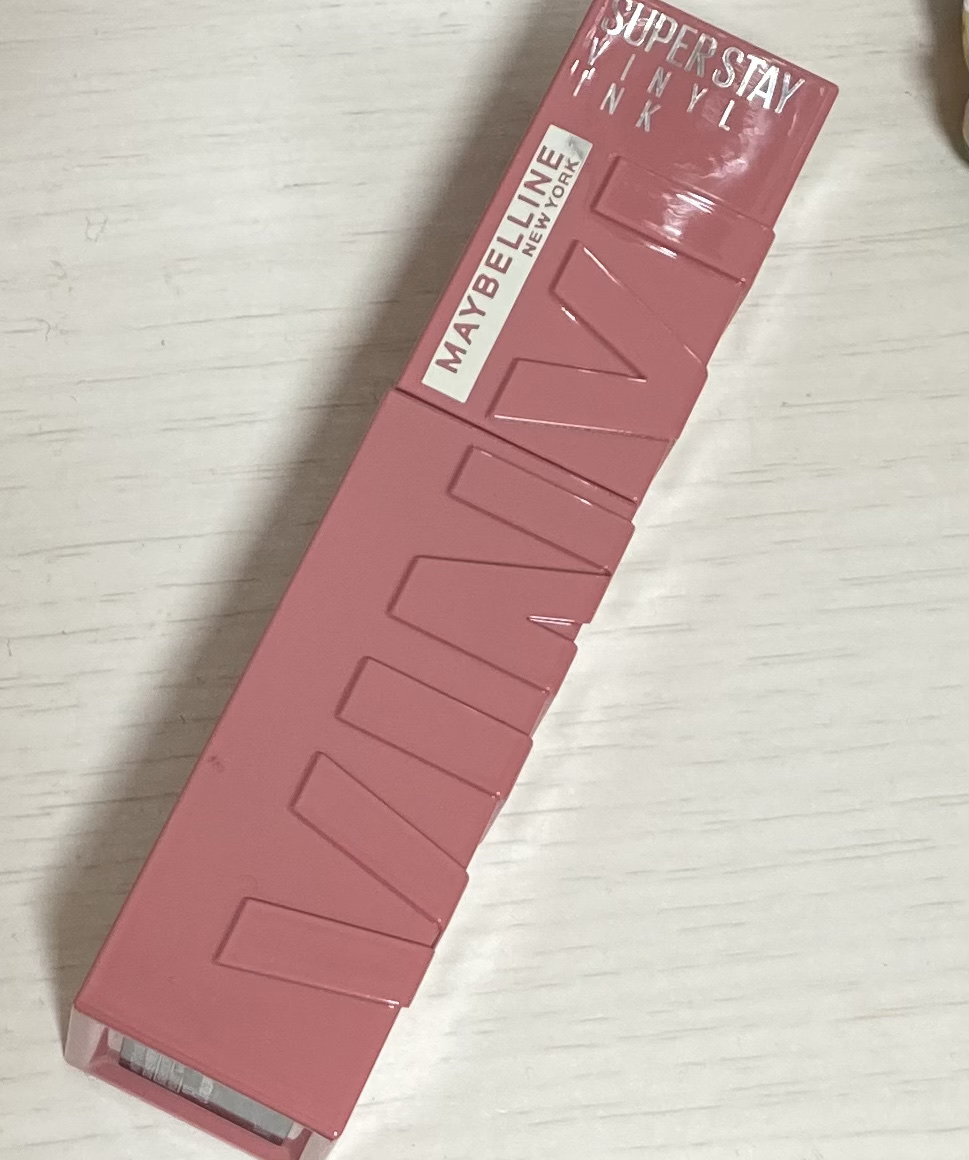 SUPER STAY
VINYL
INK
MAYBELLINE
NEW YORK